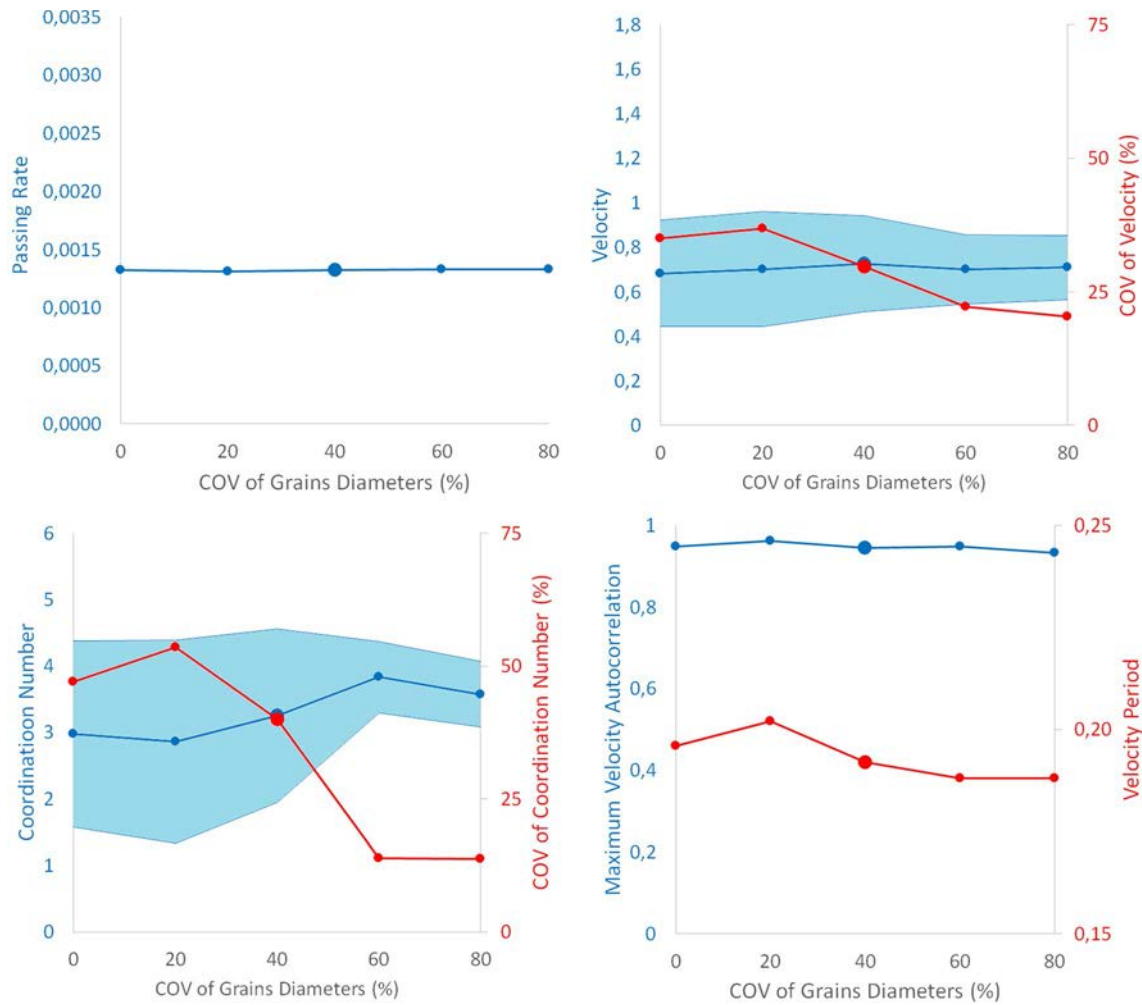 Passing Rate
0,0035
0,0030
0,0025
0,0020
0,0015
0,0010
0,0005
0,0000
0 20 40 60 80
COV of Grains Diameters (%)
Velocity
1,8
1,6
1,4
1,2
1
0,8
0,6
0,4
0,2
0
75
50
25
0
COV of Velocity (%)
0 20 40 60 80
COV of Grains Diameters (%)
Coordinatioon Number
6
5
4
3
2
1
0
75
50
25
0
COV of Coordination Number (%)
0 20 40 60 80
COV of Grains Diameters (%)
Maximum Velocity Autocorrelation
1
0,8
0,6
0,4
0,2
0
0,25
0,20
0,15
Velocity Period
0 20 40 60 80
COV of Grains Diameters (%)